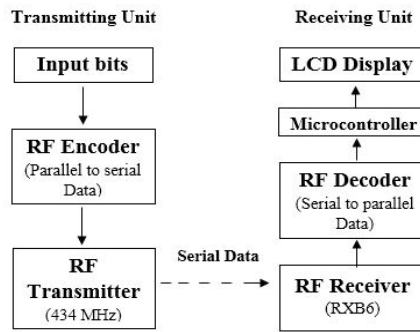 Transmitting Unit
Input bits
RF Encoder
(Parallel to serial
Data)
RF
Transmitter
(434 MHz)
Serial Data
Receiving Unit
LCD Display
Microcontroller
RF Decoder
(Serial to parallel
Data)
RF Receiver
(RXB6)